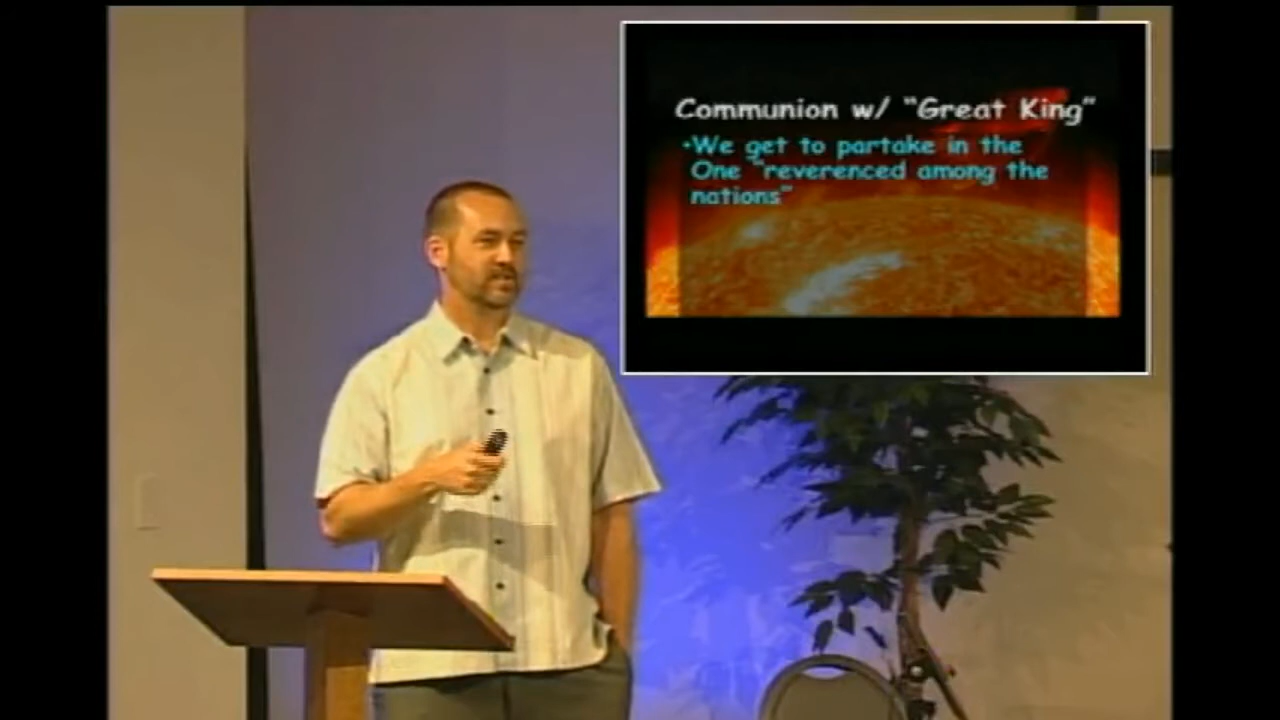 Communion w/ “Great King”
•We get to partake in the
One “reverenced among the
nations”